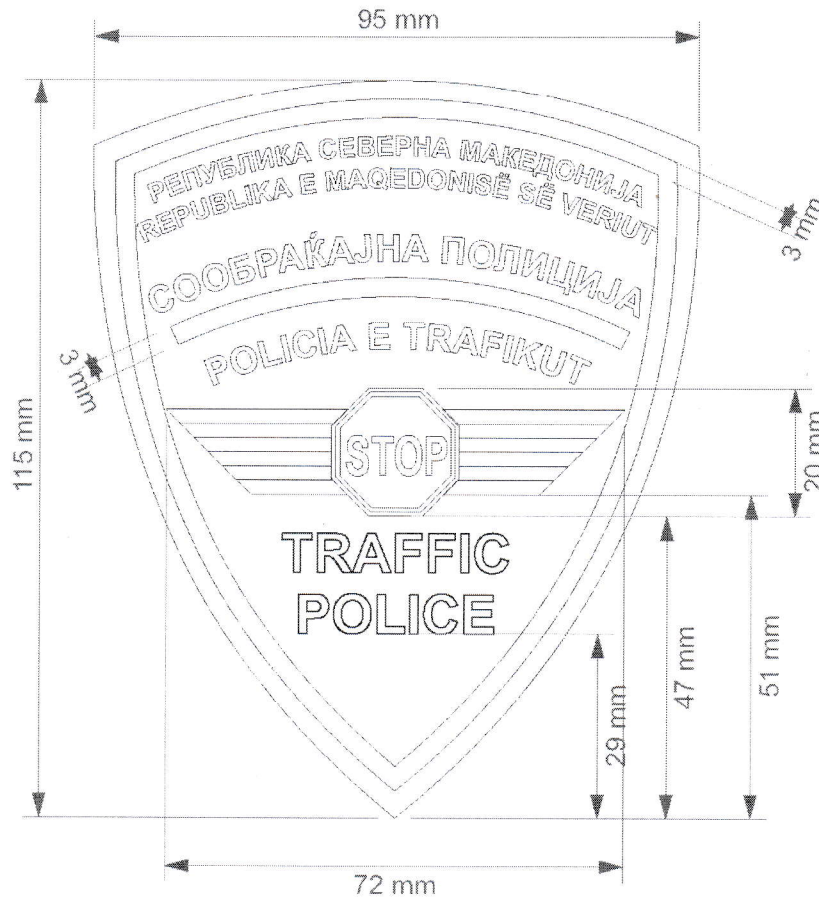 95 mm
РЕПУБЛИКА СЕВЕРНА МАКЕДОНИЈА
REPUBLIKA E MAQEDONISË SË VERIUT
3 mm
СООБРАЌАЈНА ПОЛИЦИЈА
POLICIA E TRAFIKUT
3 mm
115 mm
STOP
20 mm
TRAFFIC
POLICE
29 mm
47 mm
51 mm
72 mm